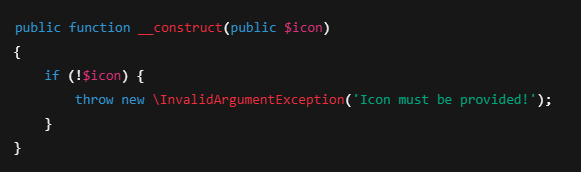 public function __construct(public $icon)
{
    if (!$icon) {
        throw new \InvalidArgumentException('Icon must be provided!');
    }
}